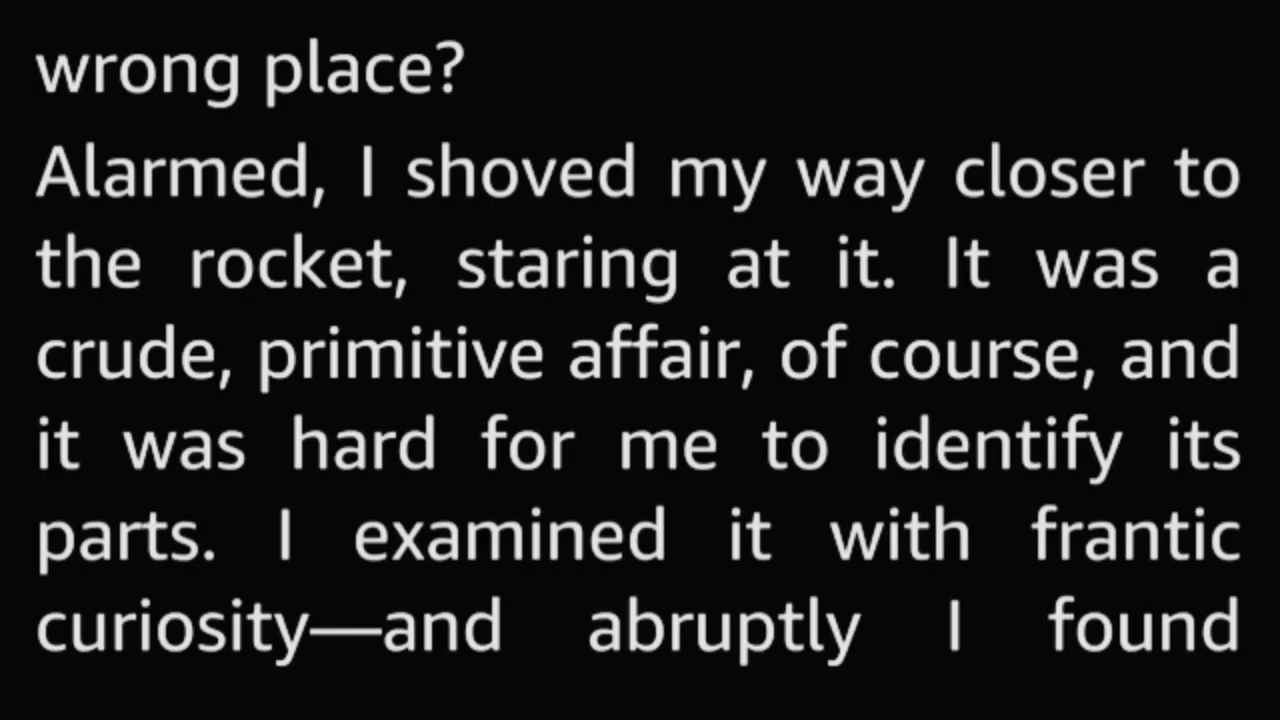 wrong place?
Alarmed, I shoved my way closer to
the rocket, staring at it. It was a
crude, primitive affair, of course, and
it was hard for me to identify its
parts. I examined it with frantic
curiosity—and abruptly I found